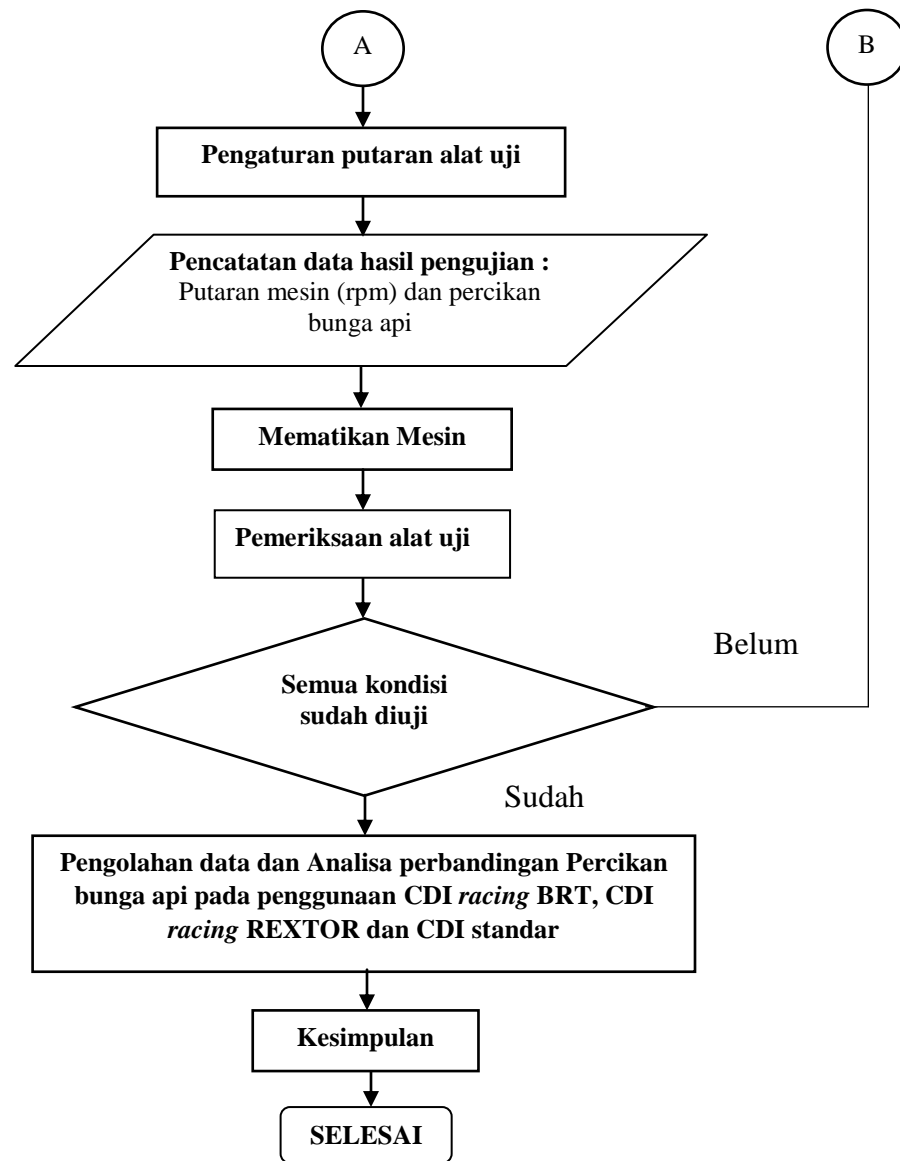 A
B
Pengaturan putaran alat uji
Pencatatan data hasil pengujian :
Putaran mesin (rpm) dan percikan
bunga api
Mematikan Mesin
Pemeriksaan alat uji
Belum
Semua kondisi
sudah diuji
Sudah
Pengolahan data dan Analisa perbandingan Percikan
bunga api pada penggunaan CDI racing BRT, CDI
racing REXTOR dan CDI standar
Kesimpulan
SELESAI